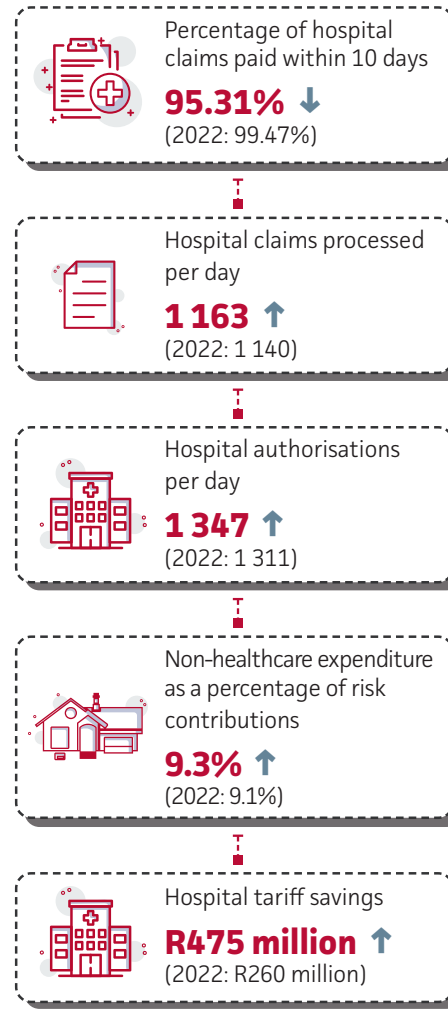 Percentage of hospital
claims paid within 10 days
95.31% ↓
(2022: 99.47%)
Hospital claims processed
per day
1 163 ↑
(2022: 1 140)
Hospital authorisations
per day
1 347 ↑
(2022: 1 311)
Non-healthcare expenditure
as a percentage of risk
contributions
9.3% ↑
(2022: 9.1%)
Hospital tariff savings
R475 million ↑
(2022: R260 million)